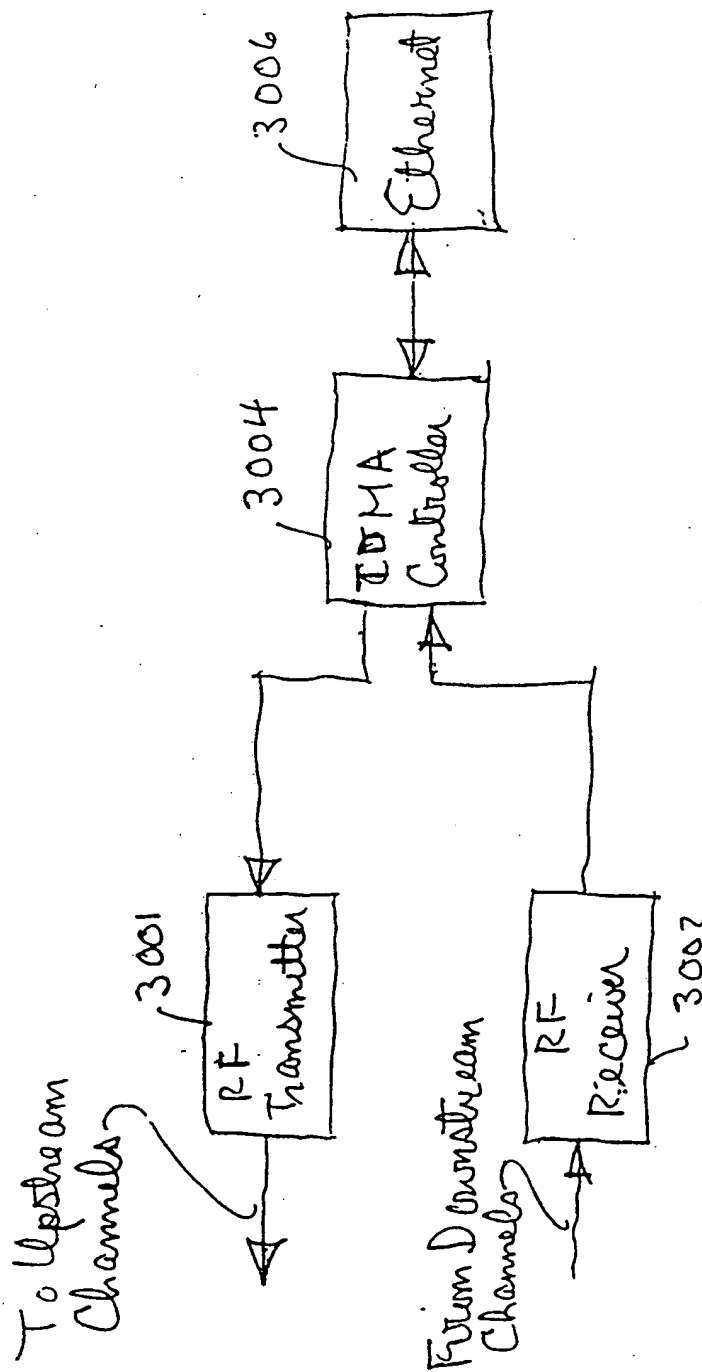 To Upstream
Channels
3001
RF
Transmitter
From Downstream
Channels
RF
Receiver
3002
3004
TDMA
Controller
3006
Ethernet